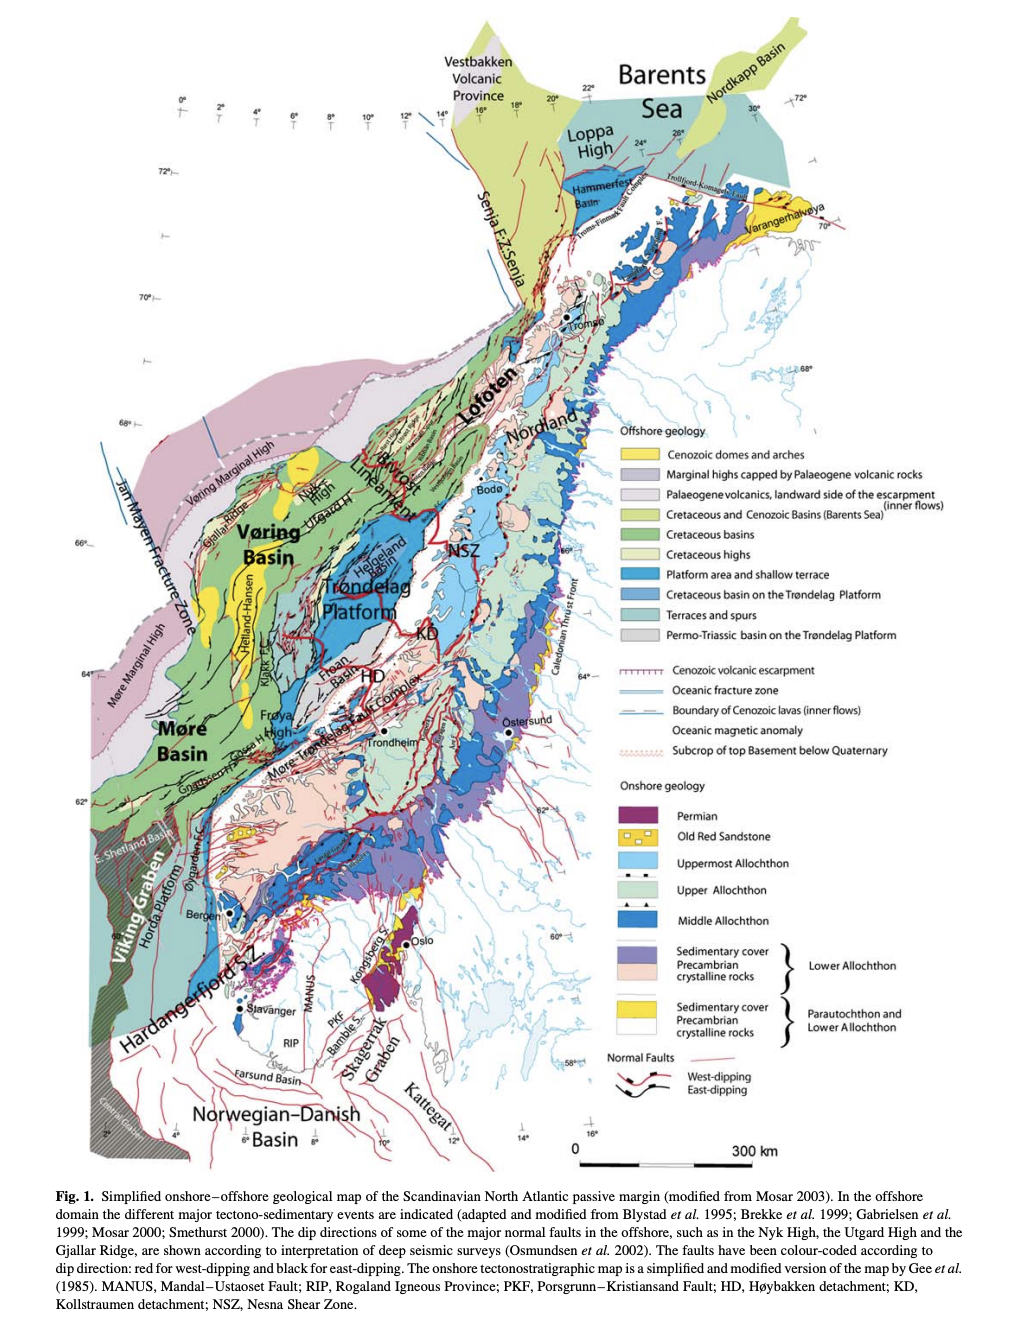 Vestbakken
Volcanic
Province
Barents
Sea
Nordkapp Basin
Loppa
High
Hammerfest
Basin
Troms-Finmark Fault Complex
Trollfjord-Komagelv Fault
Varangerhalvøya
0°
2°
4°
6°
8°
10°
12°
14°
16°
18°
20°
22°
24°
26°
30°
72°
72°
70°
70°
68°
68°
66°
66°
64°
64°
62°
62°
60°
60°
58°
Senja F.Z.
Senja
Tromsø
Lofoten
Nordland
Bivrost
Lineament
Bodø
Vøring Marginal High
Jan Mayen Fracture Zone
Gjallar Ridge
Nyk
High
Utgard H.
Vøring
Basin
Helgeland
Basin
NSZ
Trøndelag
Platform
Helland-Hansen
Klakk F.C.
KD
Froan
Basin
HD
Caledonian Thrust Front
Møre Marginal High
Frøya
High
Møre
Basin
Gossa H.
Møre-Trøndelag Fault Complex
Trondheim
Östersund
E. Shetland Basin
Viking Graben
Horda Platform
Øygarden F.C.
Bergen
Hardangerfjord S.Z.
Stavanger
MANUS
Kongsberg S.
Oslo
PKF
Bamble S.
RIP
Skagerrak
Graben
Farsund Basin
Kattegat
Norwegian–Danish
Basin
Central Graben
2°
4°
6°
8°
10°
12°
14°
16°
0
300 km
Offshore geology
Cenozoic domes and arches
Marginal highs capped by Palaeogene volcanic rocks
Palaeogene volcanics, landward side of the escarpment
(inner flows)
Cretaceous and Cenozoic Basins (Barents Sea)
Cretaceous basins
Cretaceous highs
Platform area and shallow terrace
Cretaceous basin on the Trøndelag Platform
Terraces and spurs
Permo-Triassic basin on the Trøndelag Platform
Cenozoic volcanic escarpment
Oceanic fracture zone
Boundary of Cenozoic lavas (inner flows)
Oceanic magnetic anomaly
Subcrop of top Basement below Quaternary
Onshore geology
Permian
Old Red Sandstone
Uppermost Allochthon
Upper Allochthon
Middle Allochthon
Sedimentary cover
Precambrian
crystalline rocks
Lower Allochthon
Sedimentary cover
Precambrian
crystalline rocks
Parautochthon and
Lower Allochthon
Normal Faults
West-dipping
East-dipping
Fig. 1. Simplified onshore–offshore geological map of the Scandinavian North Atlantic passive margin (modified from Mosar 2003). In the offshore
domain the different major tectono-sedimentary events are indicated (adapted and modified from Blystad et al. 1995; Brekke et al. 1999; Gabrielsen et al.
1999; Mosar 2000; Smethurst 2000). The dip directions of some of the major normal faults in the offshore, such as in the Nyk High, the Utgard High and the
Gjallar Ridge, are shown according to interpretation of deep seismic surveys (Osmundsen et al. 2002). The faults have been colour-coded according to
dip direction: red for west-dipping and black for east-dipping. The onshore tectonostratigraphic map is a simplified and modified version of the map by Gee et al.
(1985). MANUS, Mandal–Ustaoset Fault; RIP, Rogaland Igneous Province; PKF, Porsgrunn–Kristiansand Fault; HD, Høybakken detachment; KD,
Kollstraumen detachment; NSZ, Nesna Shear Zone.